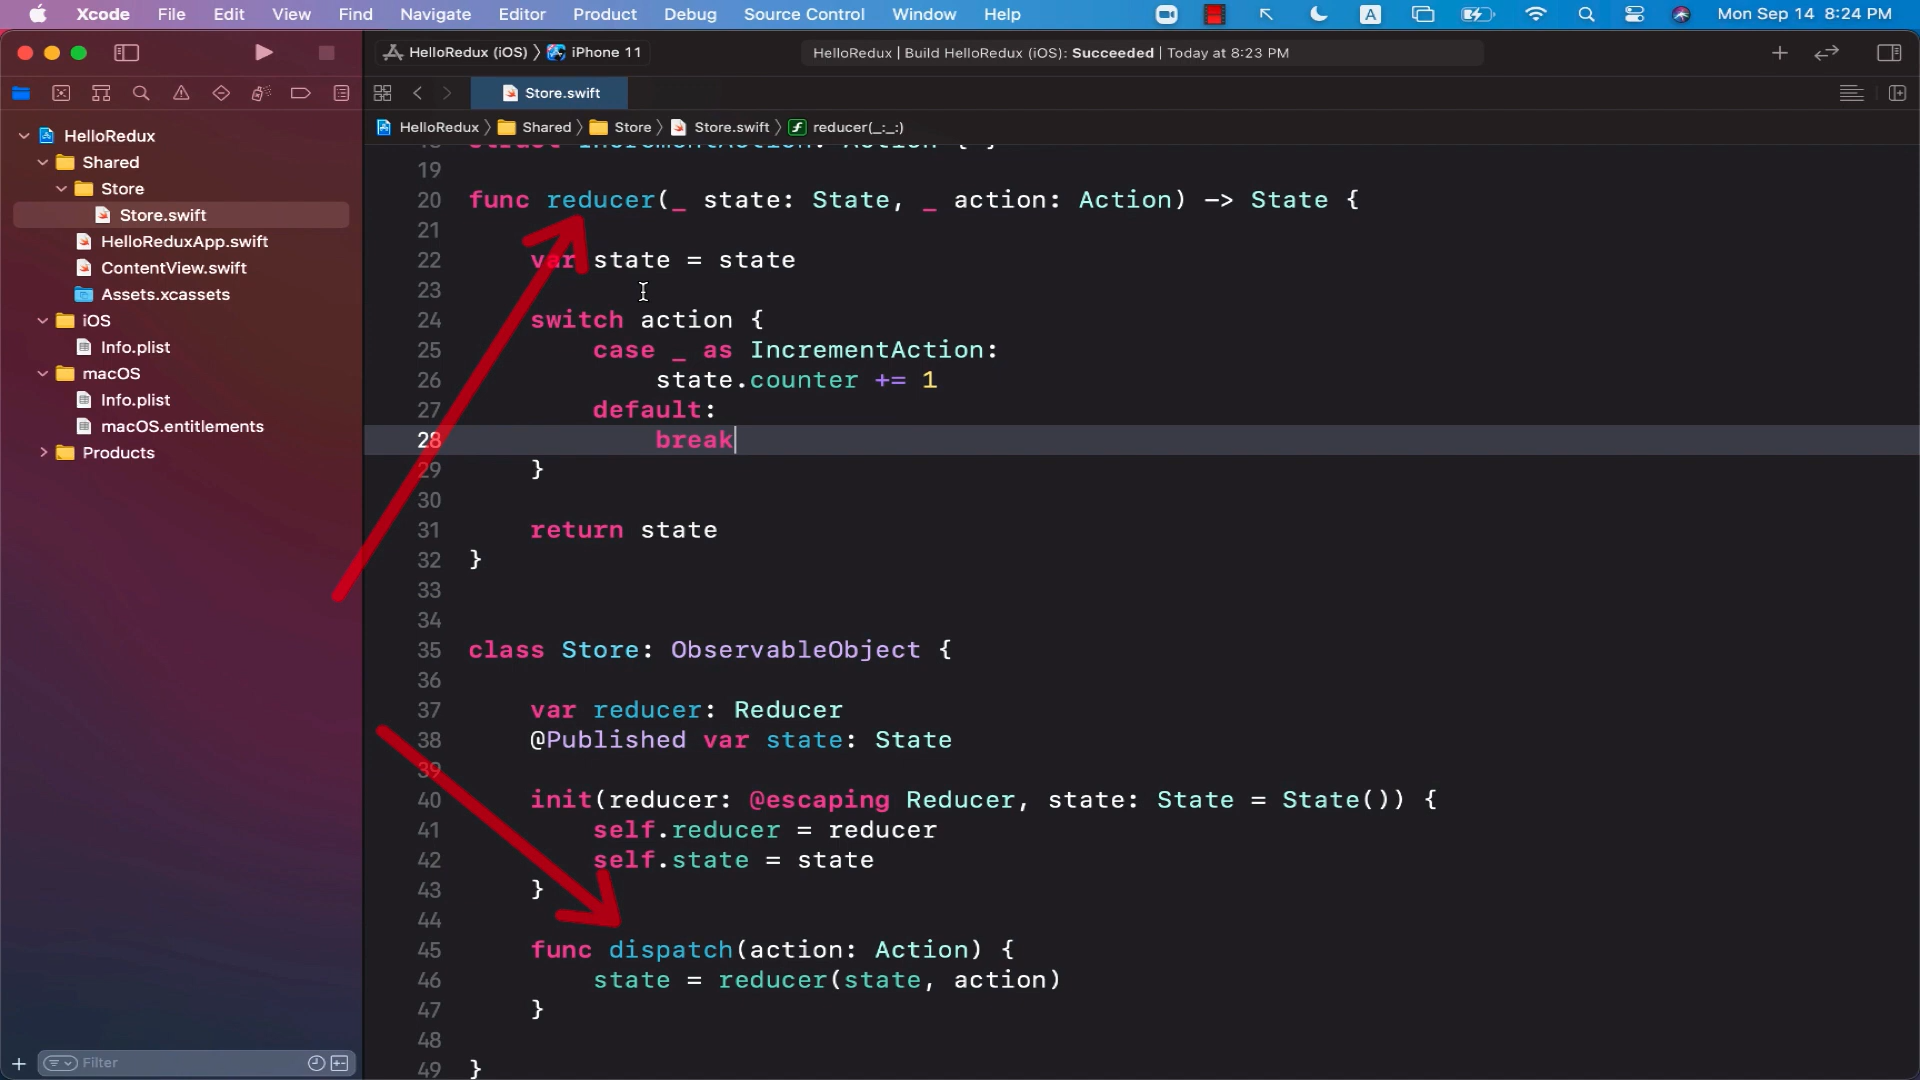 Xcode File Edit View Find Navigate Editor Product Debug Source Control Window Help A Mon Sep 14 8:24 PM
HelloRedux (iOS) iPhone 11
HelloRedux | Build HelloRedux (iOS): Succeeded | Today at 8:23 PM
Store.swift
HelloRedux Shared Store Store.swift reducer(_:_:)
HelloRedux
Shared
Store
Store.swift
HelloReduxApp.swift
ContentView.swift
Assets.xcassets
iOS
Info.plist
macOS
Info.plist
macOS.entitlements
Products
Filter
18 struct IncrementAction: Action { }
19
20 func reducer(_ state: State, _ action: Action) -> State {
21
22 var state = state
23
24 switch action {
25 case _ as IncrementAction:
26 state.counter += 1
27 default:
28 break
29 }
30
31 return state
32 }
33
34
35 class Store: ObservableObject {
36
37 var reducer: Reducer
38 @Published var state: State
39
40 init(reducer: @escaping Reducer, state: State = State()) {
41 self.reducer = reducer
42 self.state = state
43 }
44
45 func dispatch(action: Action) {
46 state = reducer(state, action)
47 }
48
49 }